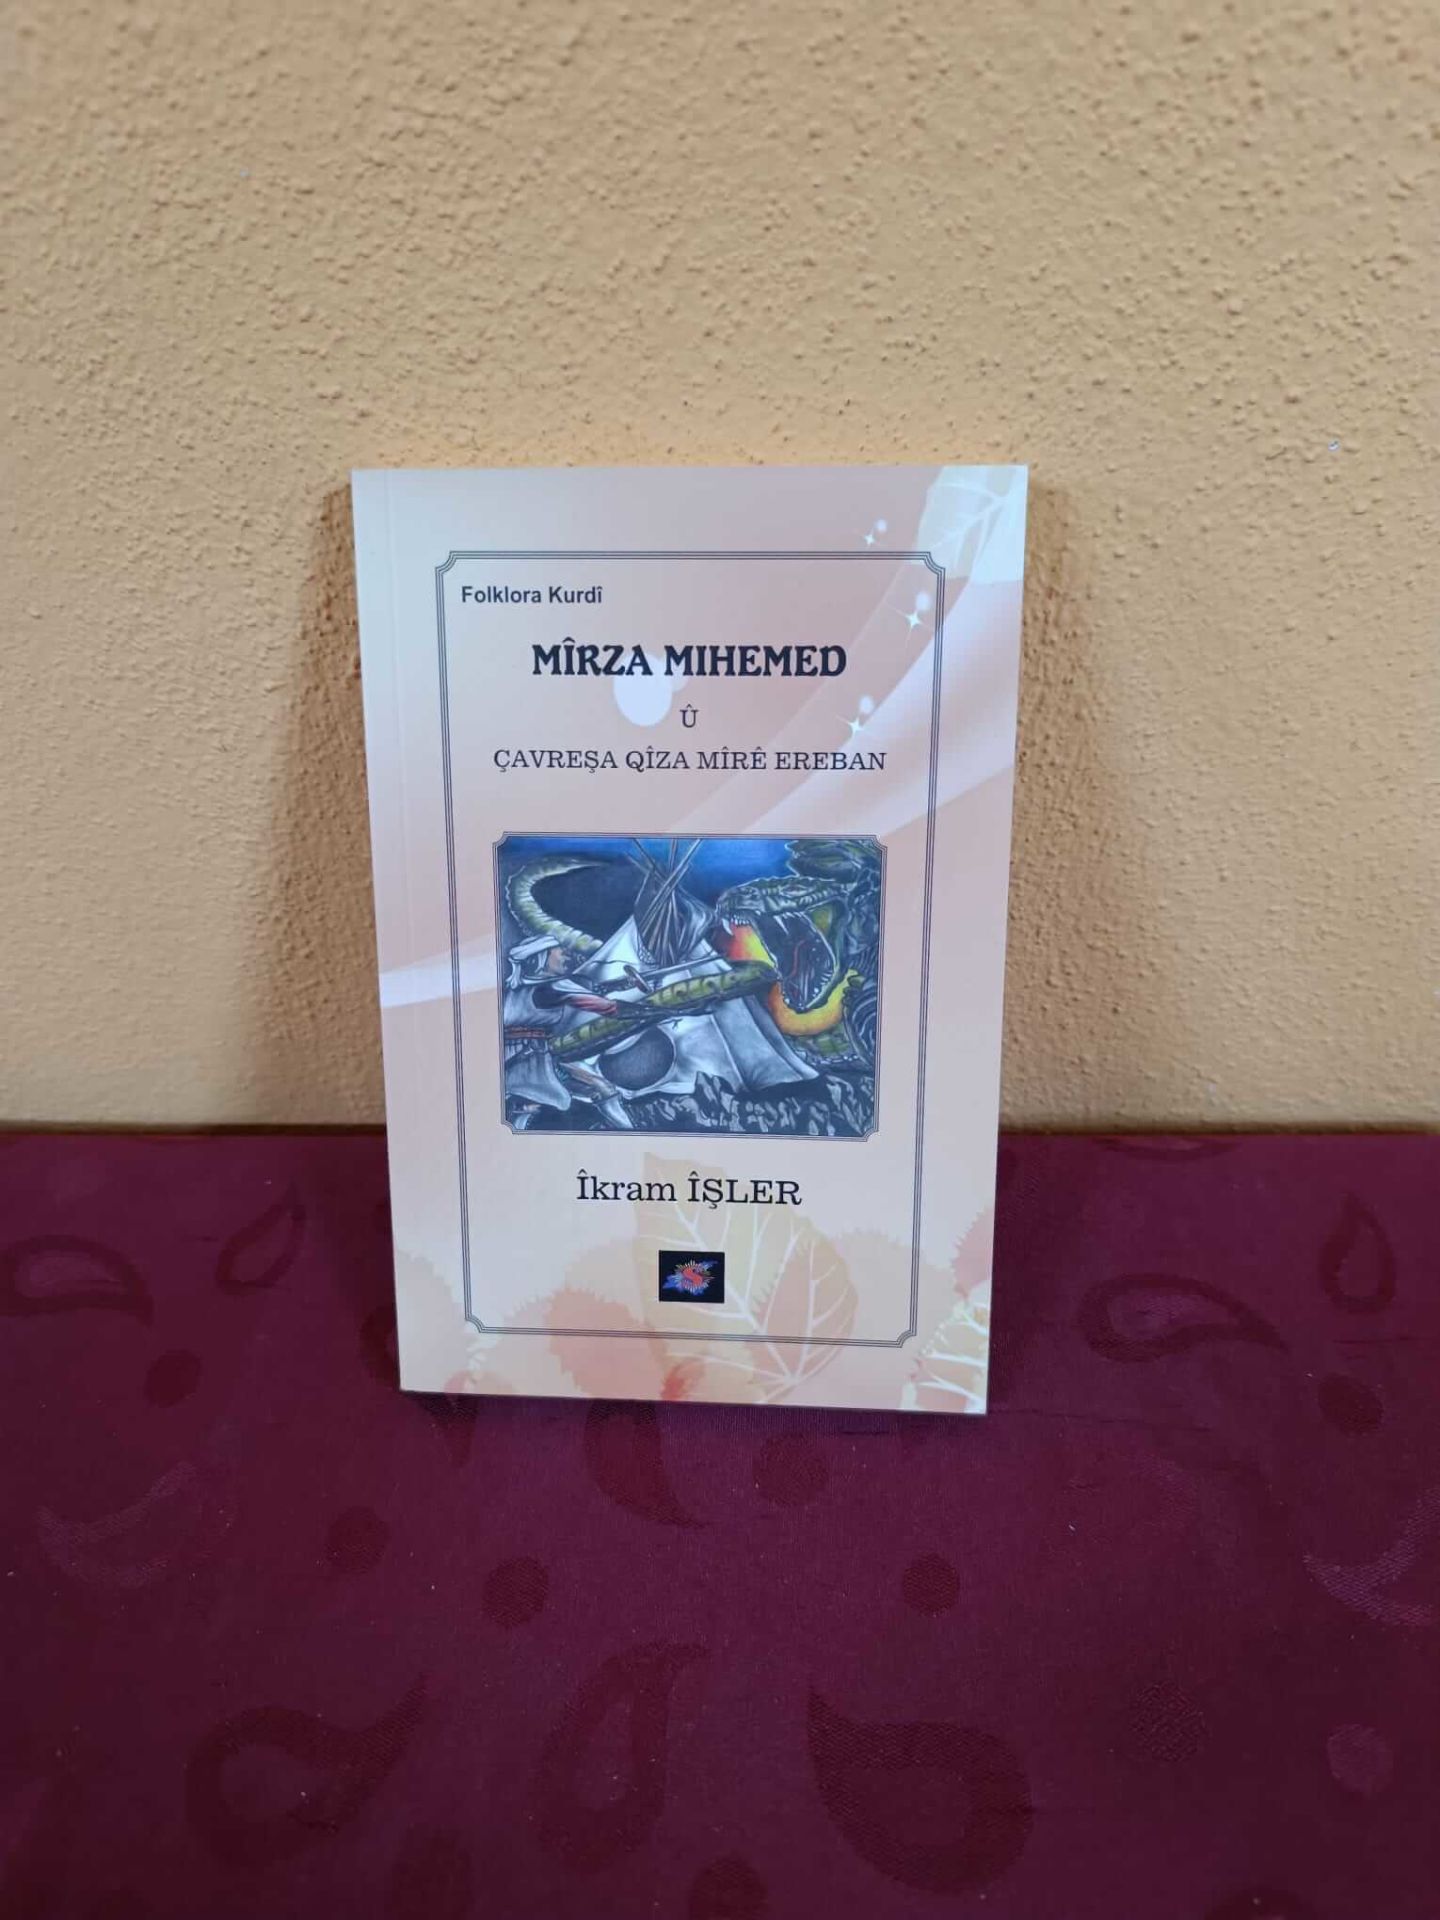 Folklora Kurdî
MÎRZA MIHEMED
Û
ÇAVREŞA QÎZA MÎRÊ EREBAN
Îkram ÎŞLER